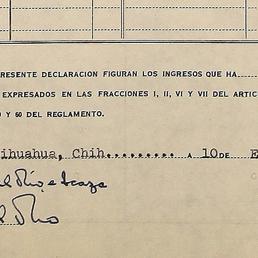 RESENTE DECLARACION FIGURAN LOS INGRESOS QUE HA
EXPRESADOS EN LAS FRACCIONES I, II, VI Y VII DEL ARTIC
Y 60 DEL REGLAMENTO.
ihuahua, Chih.......... A 10 DE E